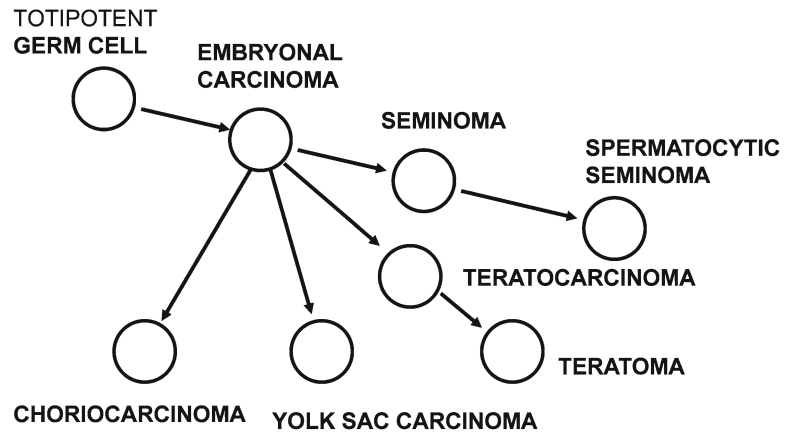 TOTIPOTENT
GERM CELL
EMBRYONAL
CARCINOMA
SEMINOMA
SPERMATOCYTIC
SEMINOMA
TERATOCARCINOMA
TERATOMA
CHORIOCARCINOMA
YOLK SAC CARCINOMA